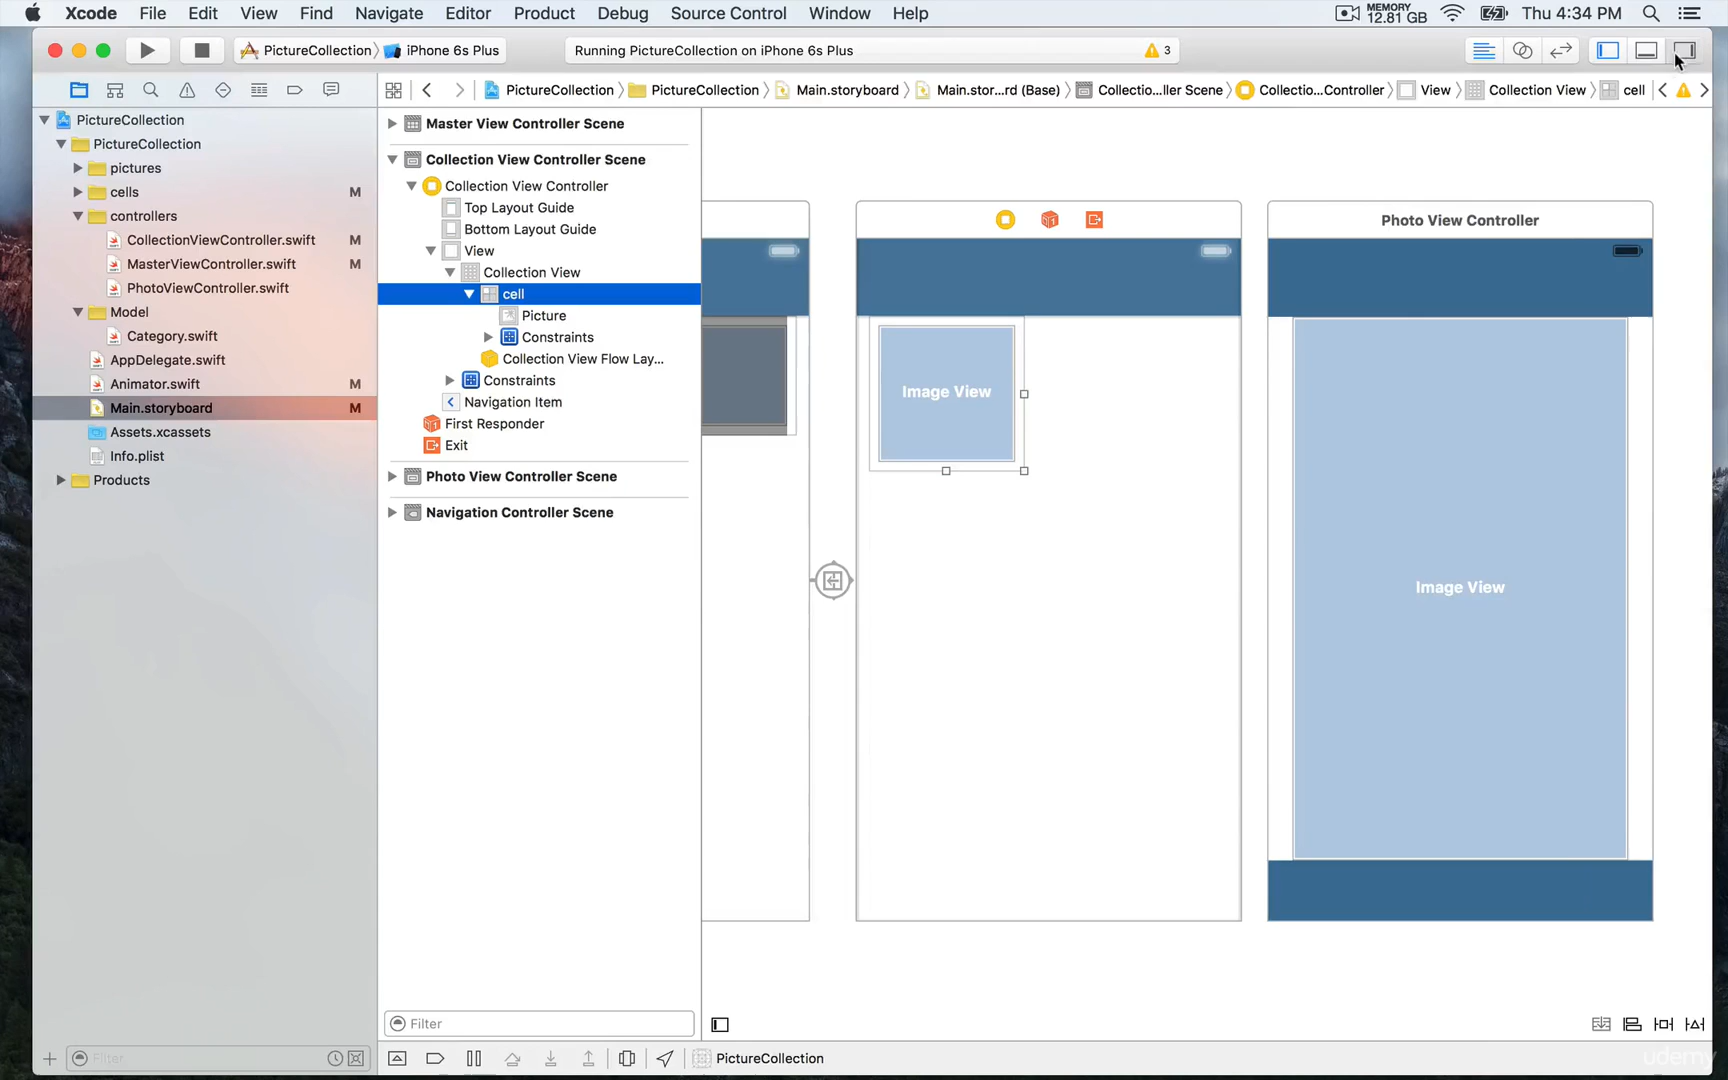 Xcode File Edit View Find Navigate Editor Product Debug Source Control Window Help MEMORY 12.81 GB Thu 4:34 PM
PictureCollection iPhone 6s Plus Running PictureCollection on iPhone 6s Plus 3
PictureCollection PictureCollection Main.storyboard Main.stor...rd (Base) Collectio...ller Scene Collectio...Controller View Collection View cell
PictureCollection
PictureCollection
pictures
cells M
controllers
CollectionViewController.swift M
MasterViewController.swift M
PhotoViewController.swift
Model
Category.swift
AppDelegate.swift
Animator.swift M
Main.storyboard M
Assets.xcassets
Info.plist
Products
Filter
Master View Controller Scene
Collection View Controller Scene
Collection View Controller
Top Layout Guide
Bottom Layout Guide
View
Collection View
cell
Picture
Constraints
Collection View Flow Lay...
Constraints
Navigation Item
First Responder
Exit
Photo View Controller Scene
Navigation Controller Scene
Filter
Image View
Photo View Controller
Image View
PictureCollection
udemy